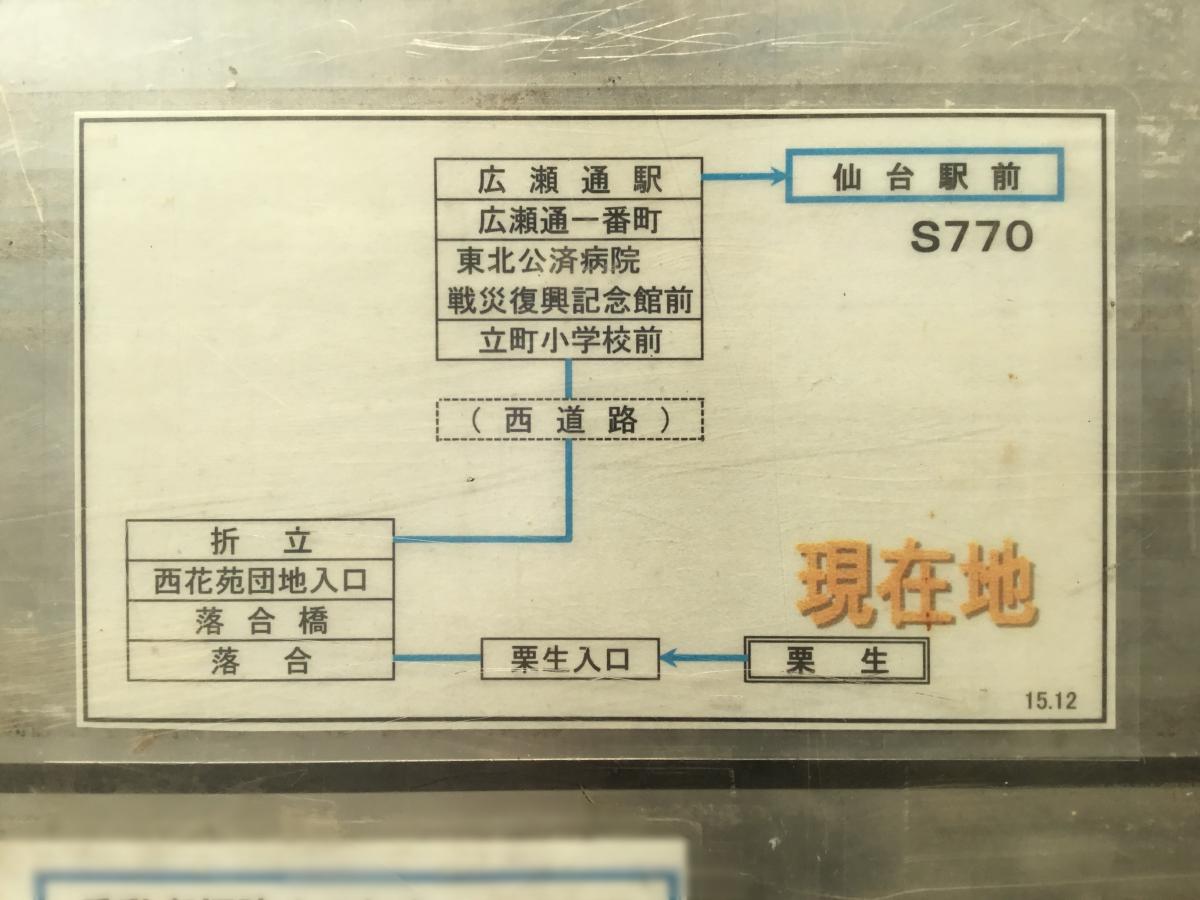 広瀬通駅
仙台駅前
広瀬通一番町
S770
東北公済病院
戦災復興記念館前
立町小学校前
(西道路)
折立
現在地
西花苑団地入口
落合橋
落合
栗生入口
栗生
15.12